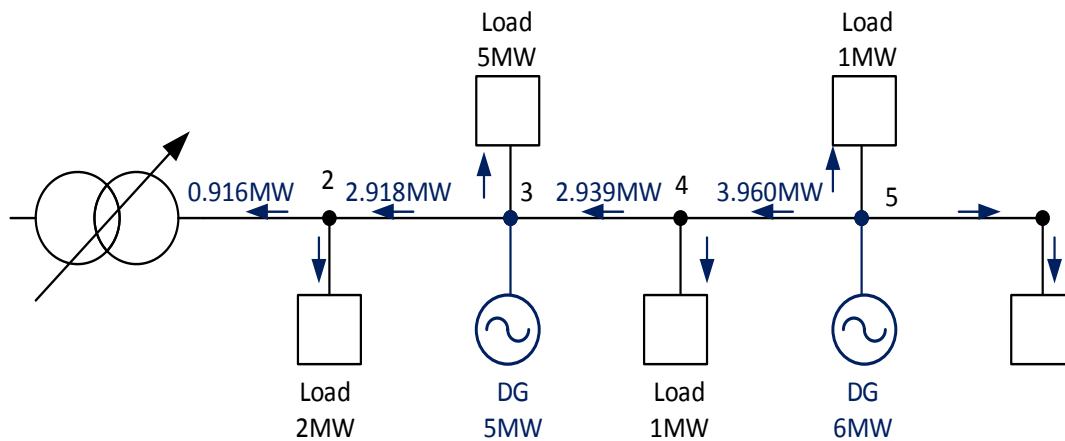 Load
5MW
Load
1MW
0.916MW
2
2.918MW
3
2.939MW
4
3.960MW
5
Load
2MW
DG
5MW
Load
1MW
DG
6MW